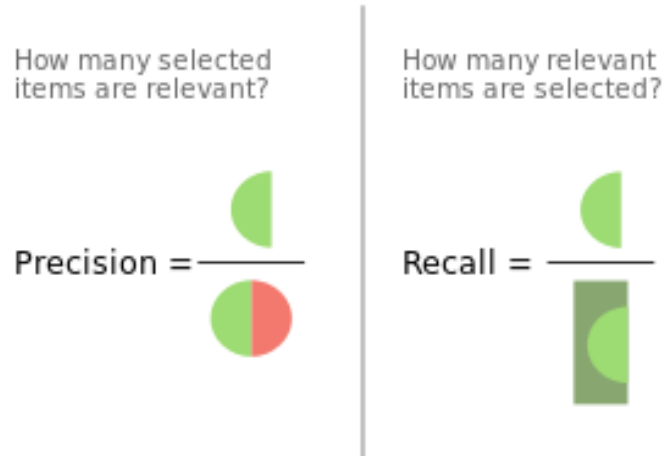 How many selected
items are relevant?
Precision =
How many relevant
items are selected?
Recall =